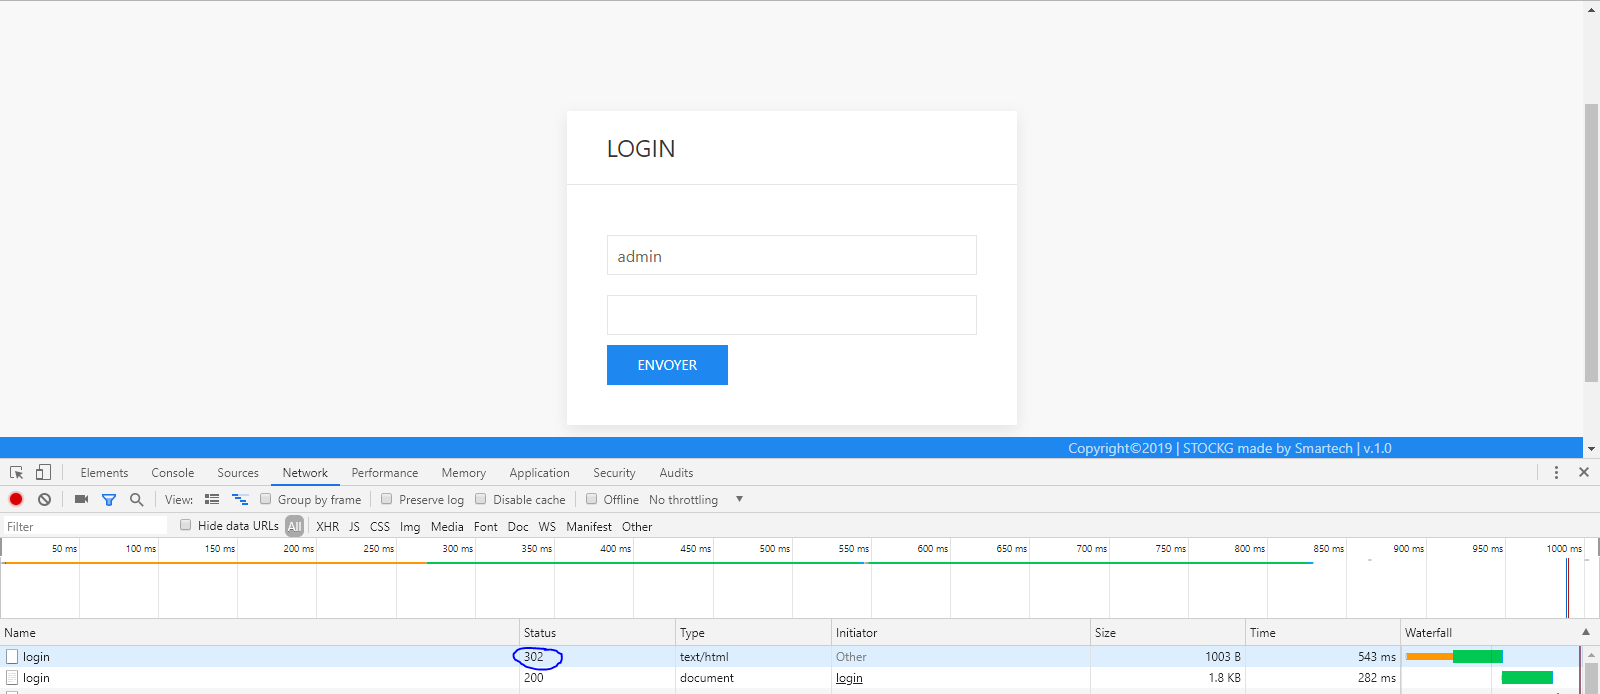 LOGIN
admin
ENVOYER
Copyright©2019 | STOCKG made by Smartech | v.1.0
Elements Console Sources Network Performance Memory Application Security Audits
View: Group by frame Preserve log Disable cache Offline No throttling
Filter Hide data URLs All XHR JS CSS Img Media Font Doc WS Manifest Other
50 ms 100 ms 150 ms 200 ms 250 ms 300 ms 350 ms 400 ms 450 ms 500 ms 550 ms 600 ms 650 ms 700 ms 750 ms 800 ms 850 ms 900 ms 950 ms 1000 ms
Name Status Type Initiator Size Time Waterfall
login 302 text/html Other 1003 B 543 ms
login 200 document login 1.8 KB 282 ms